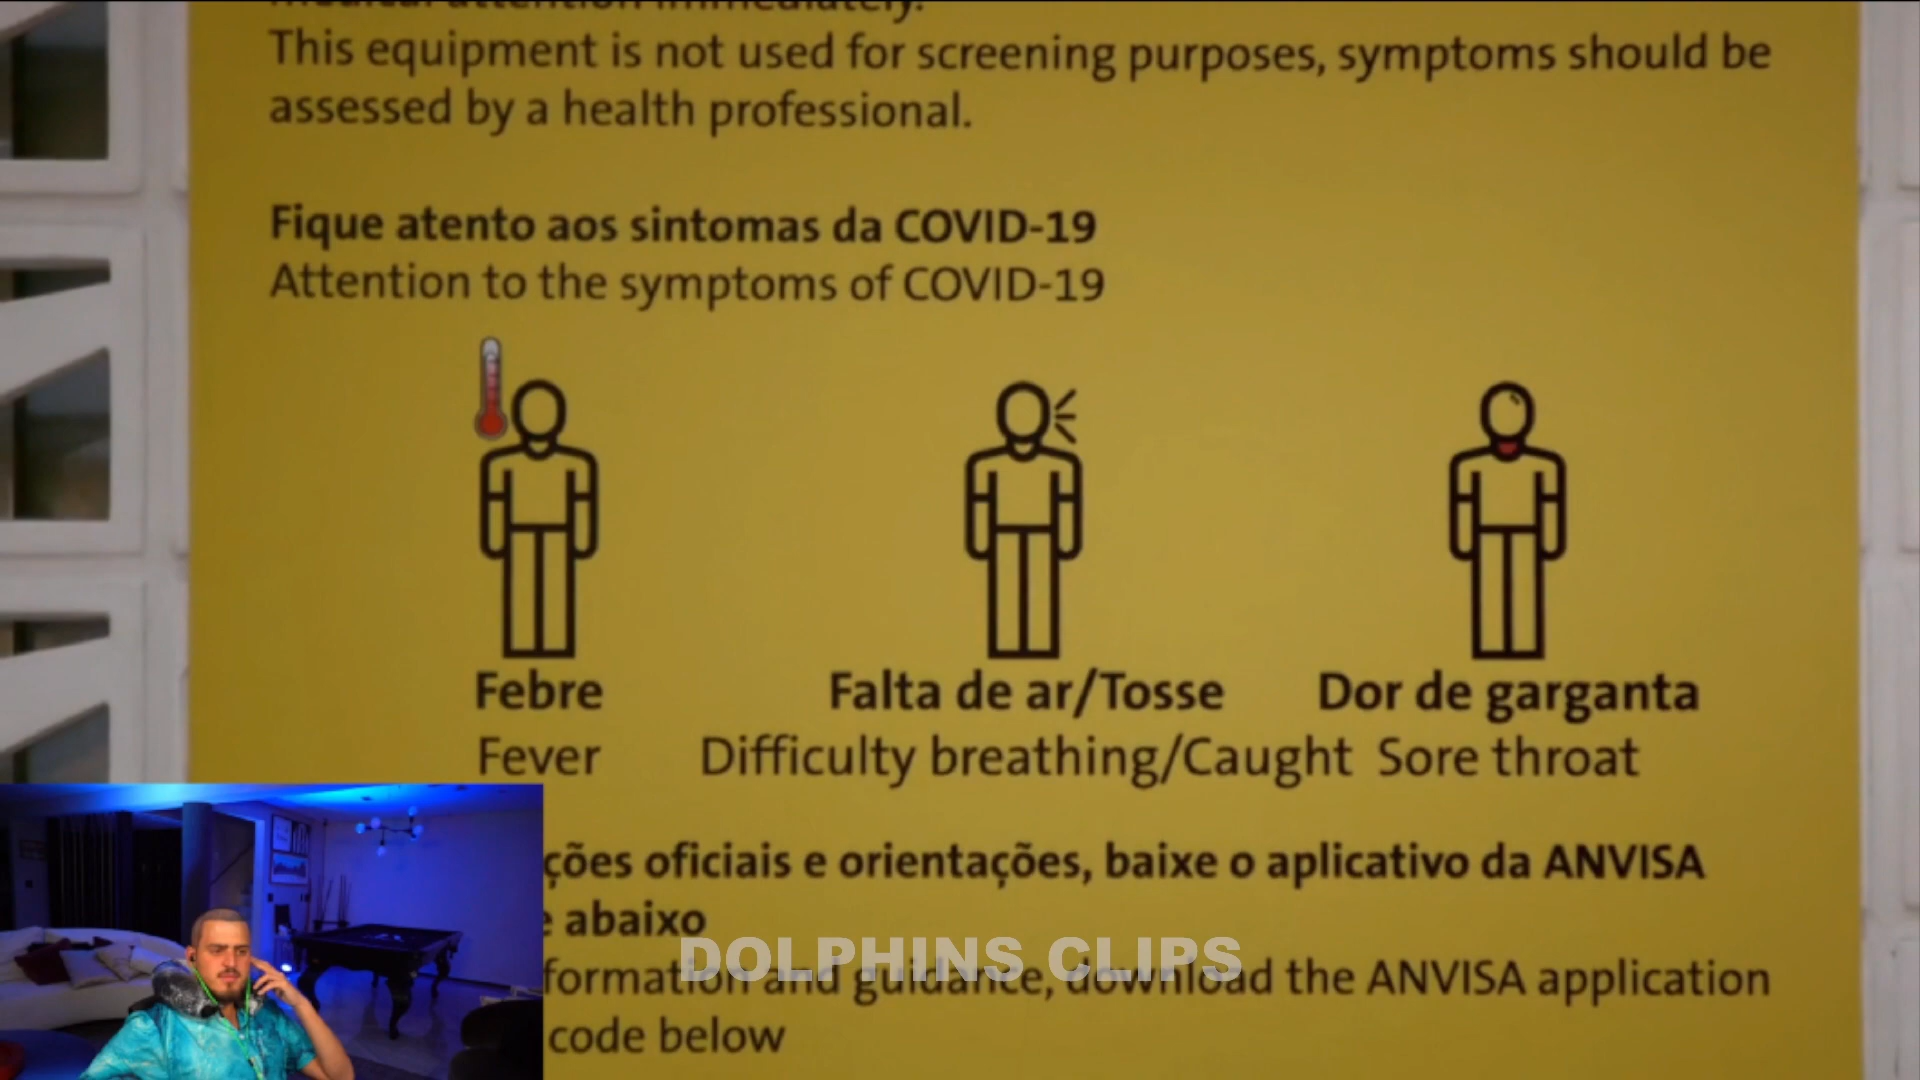 medical attention immediately.
This equipment is not used for screening purposes, symptoms should be
assessed by a health professional.
Fique atento aos sintomas da COVID-19
Attention to the symptoms of COVID-19
Febre
Fever
Falta de ar/Tosse
Difficulty breathing/Caught
Dor de garganta
Sore throat
ções oficiais e orientações, baixe o aplicativo da ANVISA
e abaixo
formation and guidance, download the ANVISA application
code below
DOLPHINS CLIPS